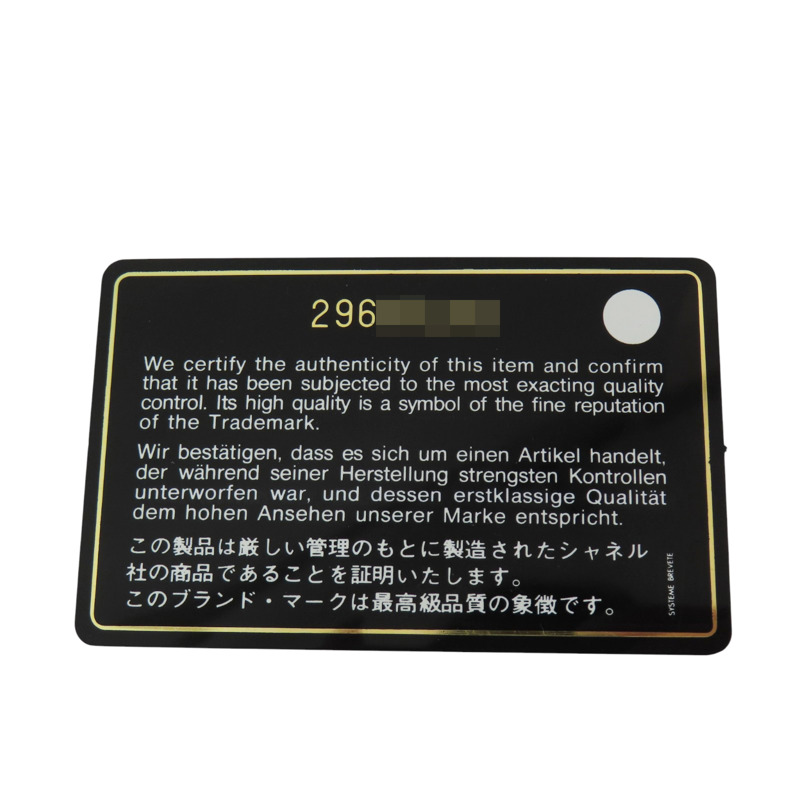 296
We certify the authenticity of this item and confirm
that it has been subjected to the most exacting quality
control. Its high quality is a symbol of the fine reputation
of the Trademark.
Wir bestätigen, dass es sich um einen Artikel handelt,
der während seiner Herstellung strengsten Kontrollen
unterworfen war, und dessen erstklassige Qualität
dem hohen Ansehen unserer Marke entspricht.
この製品は厳しい管理のもとに製造されたシャネル
社の商品であることを証明いたします。
このブランド・マークは最高級品質の象徴です。
SYSTEME BREVETE